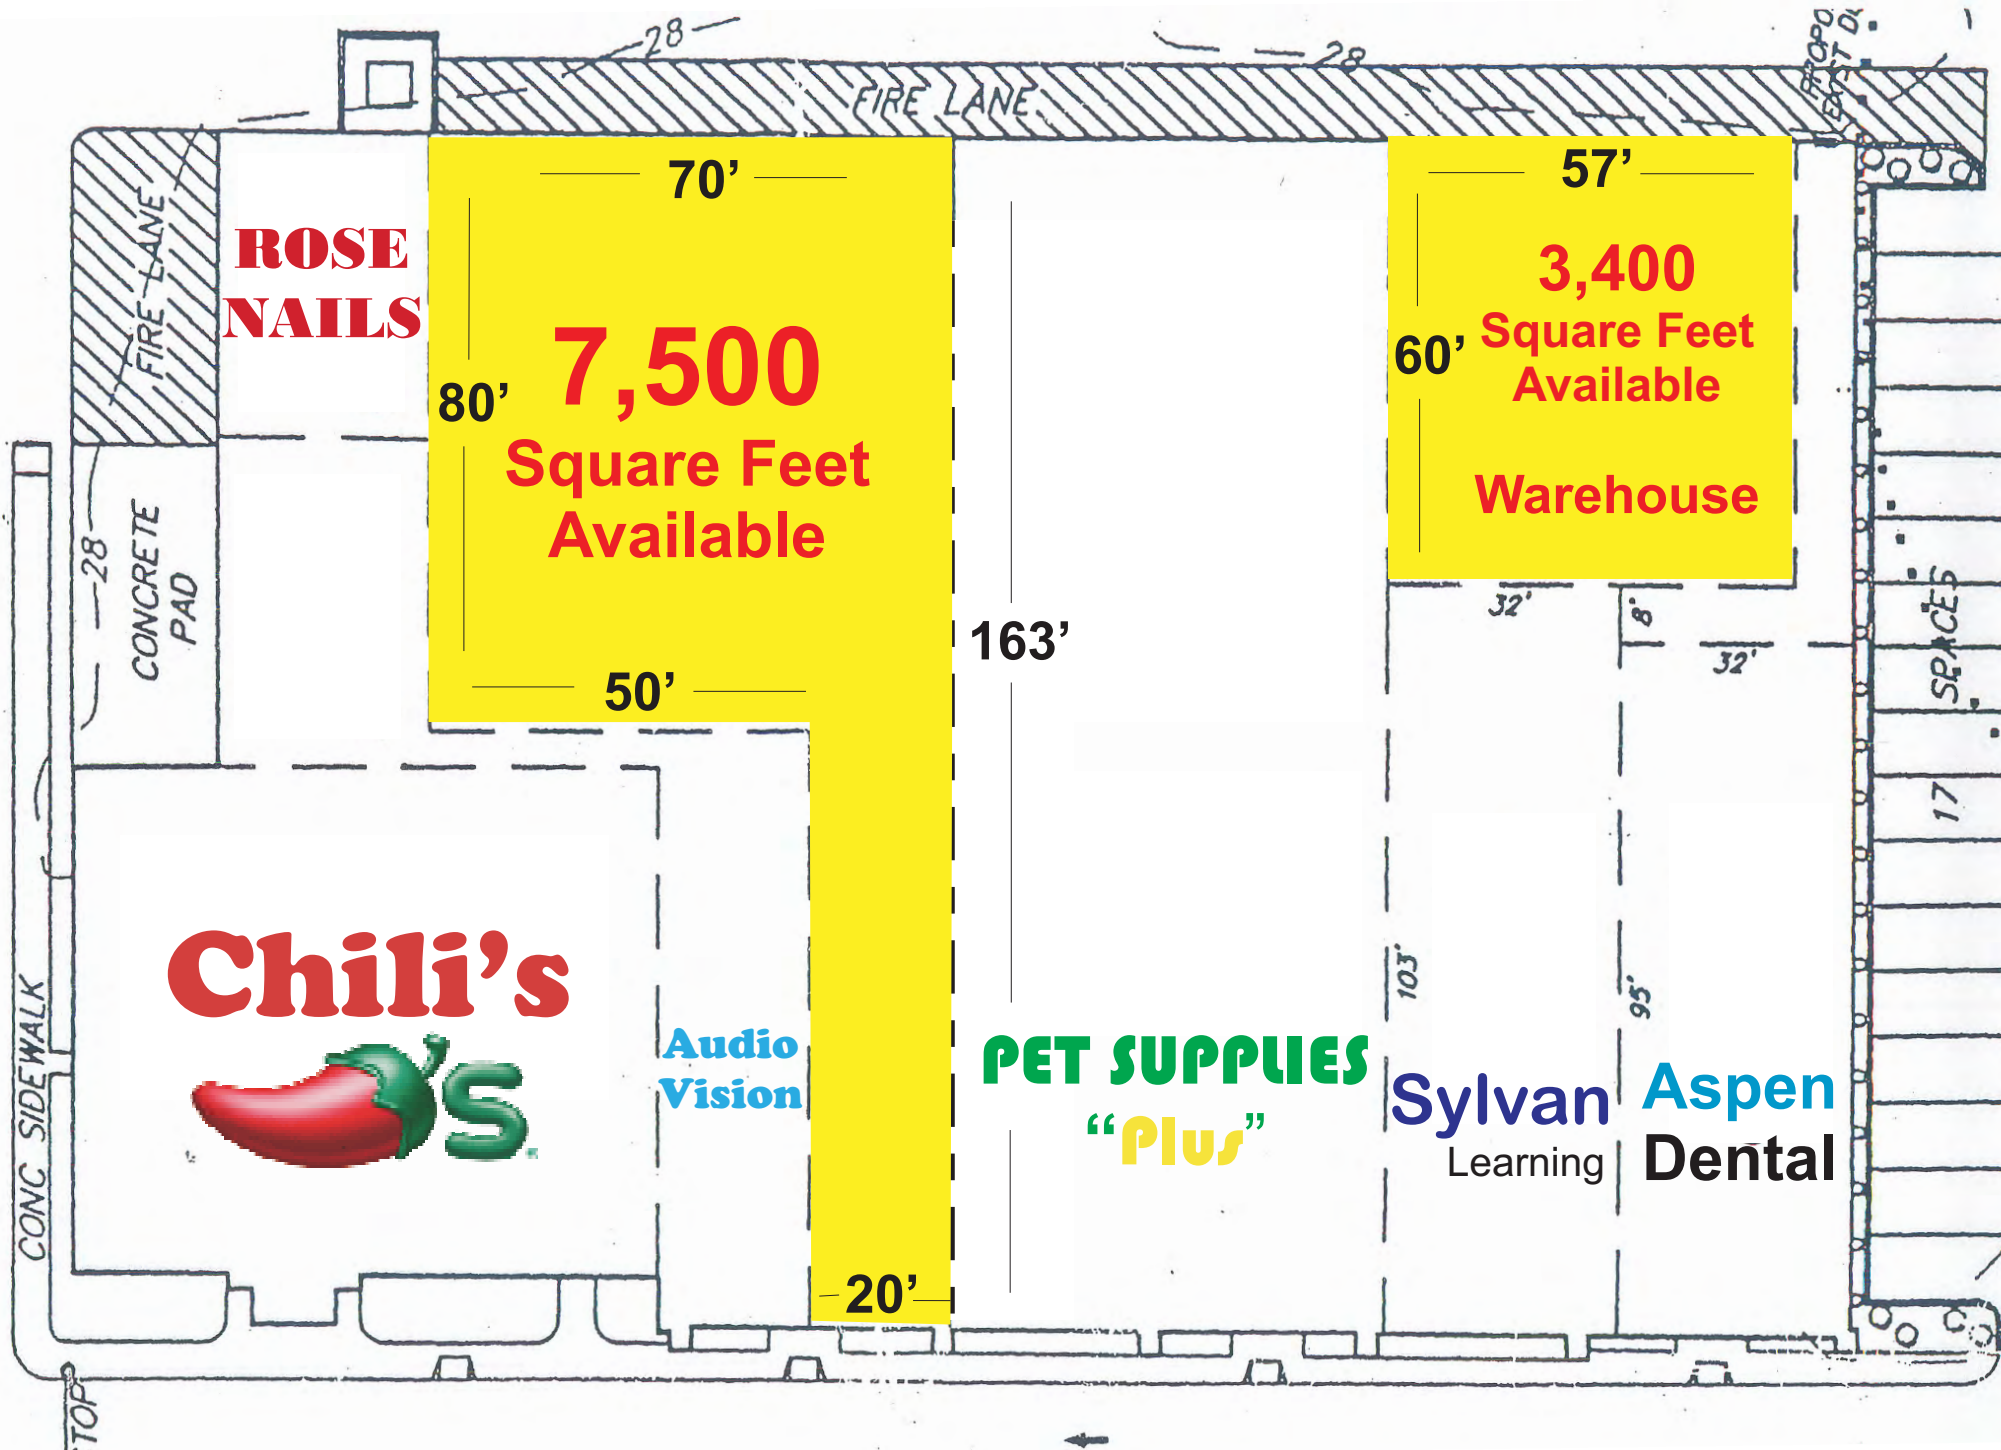 28
28
FIRE LANE
FIRE LANE
ROSE
NAILS
70’
80’
7,500
Square Feet
Available
50’
163’
57’
60’
3,400
Square Feet
Available
Warehouse
32'
8'
32'
28
CONCRETE
PAD
17 SPACES
Chili’s
’S.
CONC SIDEWALK
Audio
Vision
20’
PET SUPPLIES
“Plus”
103'
95'
Sylvan
Learning
Aspen
Dental